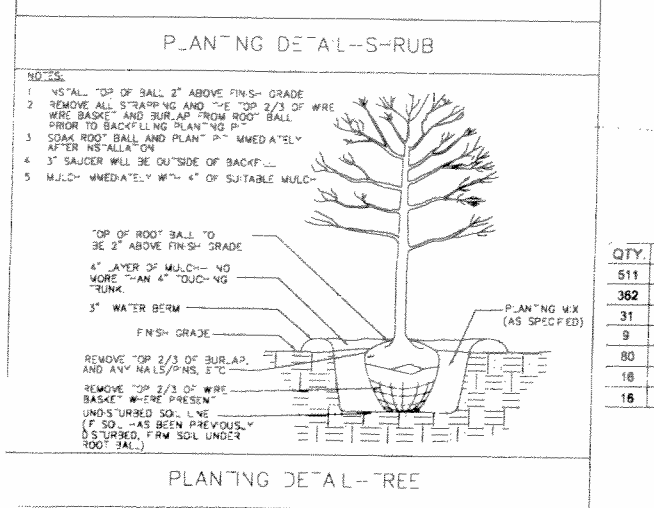 PLANTING DETAIL--SHRUB
NOTES:
1 INSTALL TOP OF BALL 2" ABOVE FINISH GRADE
2 REMOVE ALL STRAPPING AND THE TOP 2/3 OF WIRE
WIRE BASKET AND BURLAP FROM ROOT BALL
PRIOR TO BACKFILLING PLANTING PIT
3 SOAK ROOT BALL AND PLANT PIT IMMEDIATELY
AFTER INSTALLATION
4 3" SAUCER WILL BE OUTSIDE OF BACKFILL
5 MULCH IMMEDIATELY WITH 4" OF SUITABLE MULCH
TOP OF ROOT BALL TO
BE 2" ABOVE FINISH GRADE
4" LAYER OF MULCH-- NO
MORE THAN 4" TOUCHING
TRUNK.
3" WATER BERM
FINISH GRADE
PLANTING MIX
(AS SPECIFIED)
REMOVE TOP 2/3 OF BURLAP,
AND ANY NAILS/PINS, ETC
REMOVE TOP 2/3 OF WIRE
BASKET WHERE PRESENT
UNDISTURBED SOIL LINE
(IF SOIL HAS BEEN PREVIOUSLY
DISTURBED, FIRM SOIL UNDER
ROOT BALL)
PLANTING DETAIL--TREE
QTY.
511
362
31
9
80
16
16